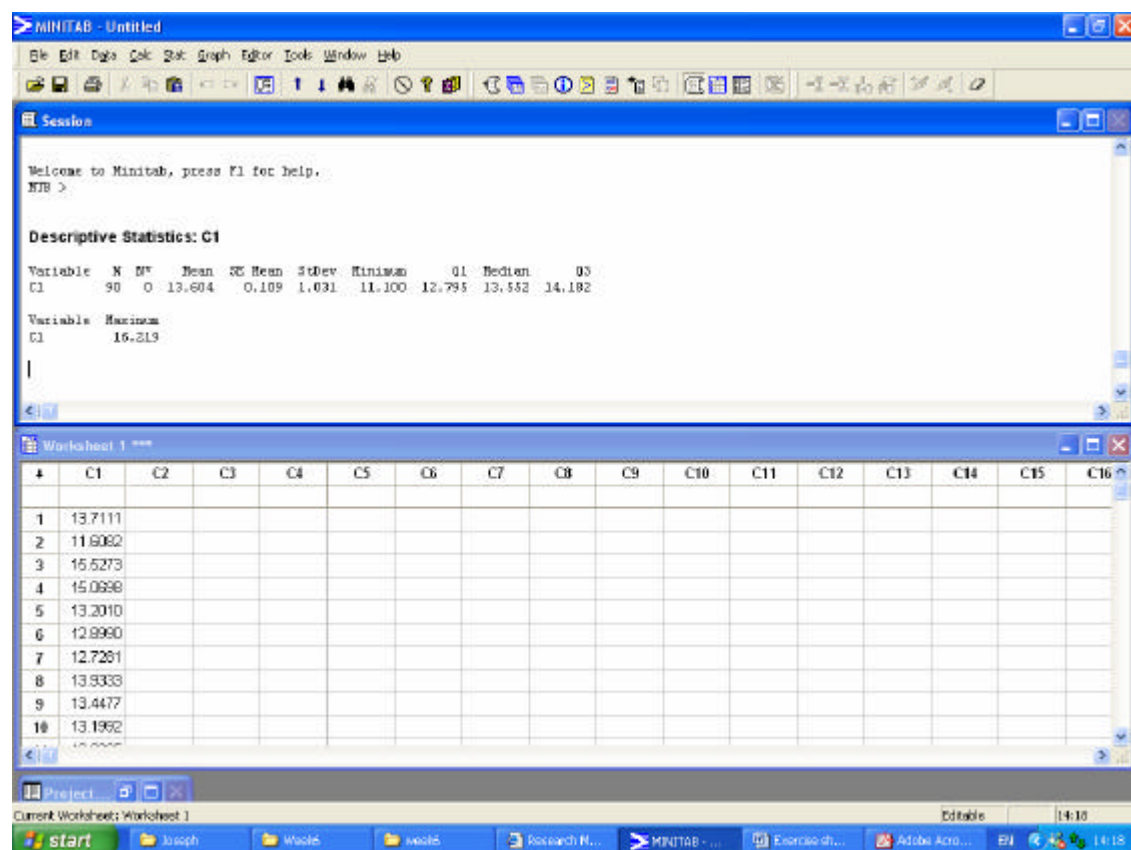 MINITAB - Untitled
File Edit Data Calc Stat Graph Editor Tools Window Help
Session
Welcome to Minitab, press F1 for help.
MTB >
Descriptive Statistics: C1
Variable N N* Mean SE Mean StDev Minimum Q1 Median Q3
C1 90 0 13.604 0.109 1.031 11.100 12.795 13.552 14.182
Variable Maximum
C1 16.219
Worksheet 1 ***
C1 C2 C3 C4 C5 C6 C7 C8 C9 C10 C11 C12 C13 C14 C15 C16
1 13.7111
2 11.6082
3 15.5273
4 15.0698
5 13.2010
6 12.8990
7 12.7281
8 13.9333
9 13.4477
10 13.1992
Project...
Current Worksheet: Worksheet 1 Editable 14:18
start Joseph Week6 week6 Research M... MINITAB - ... Exercise ch... Adobe Acro... EN 14:18